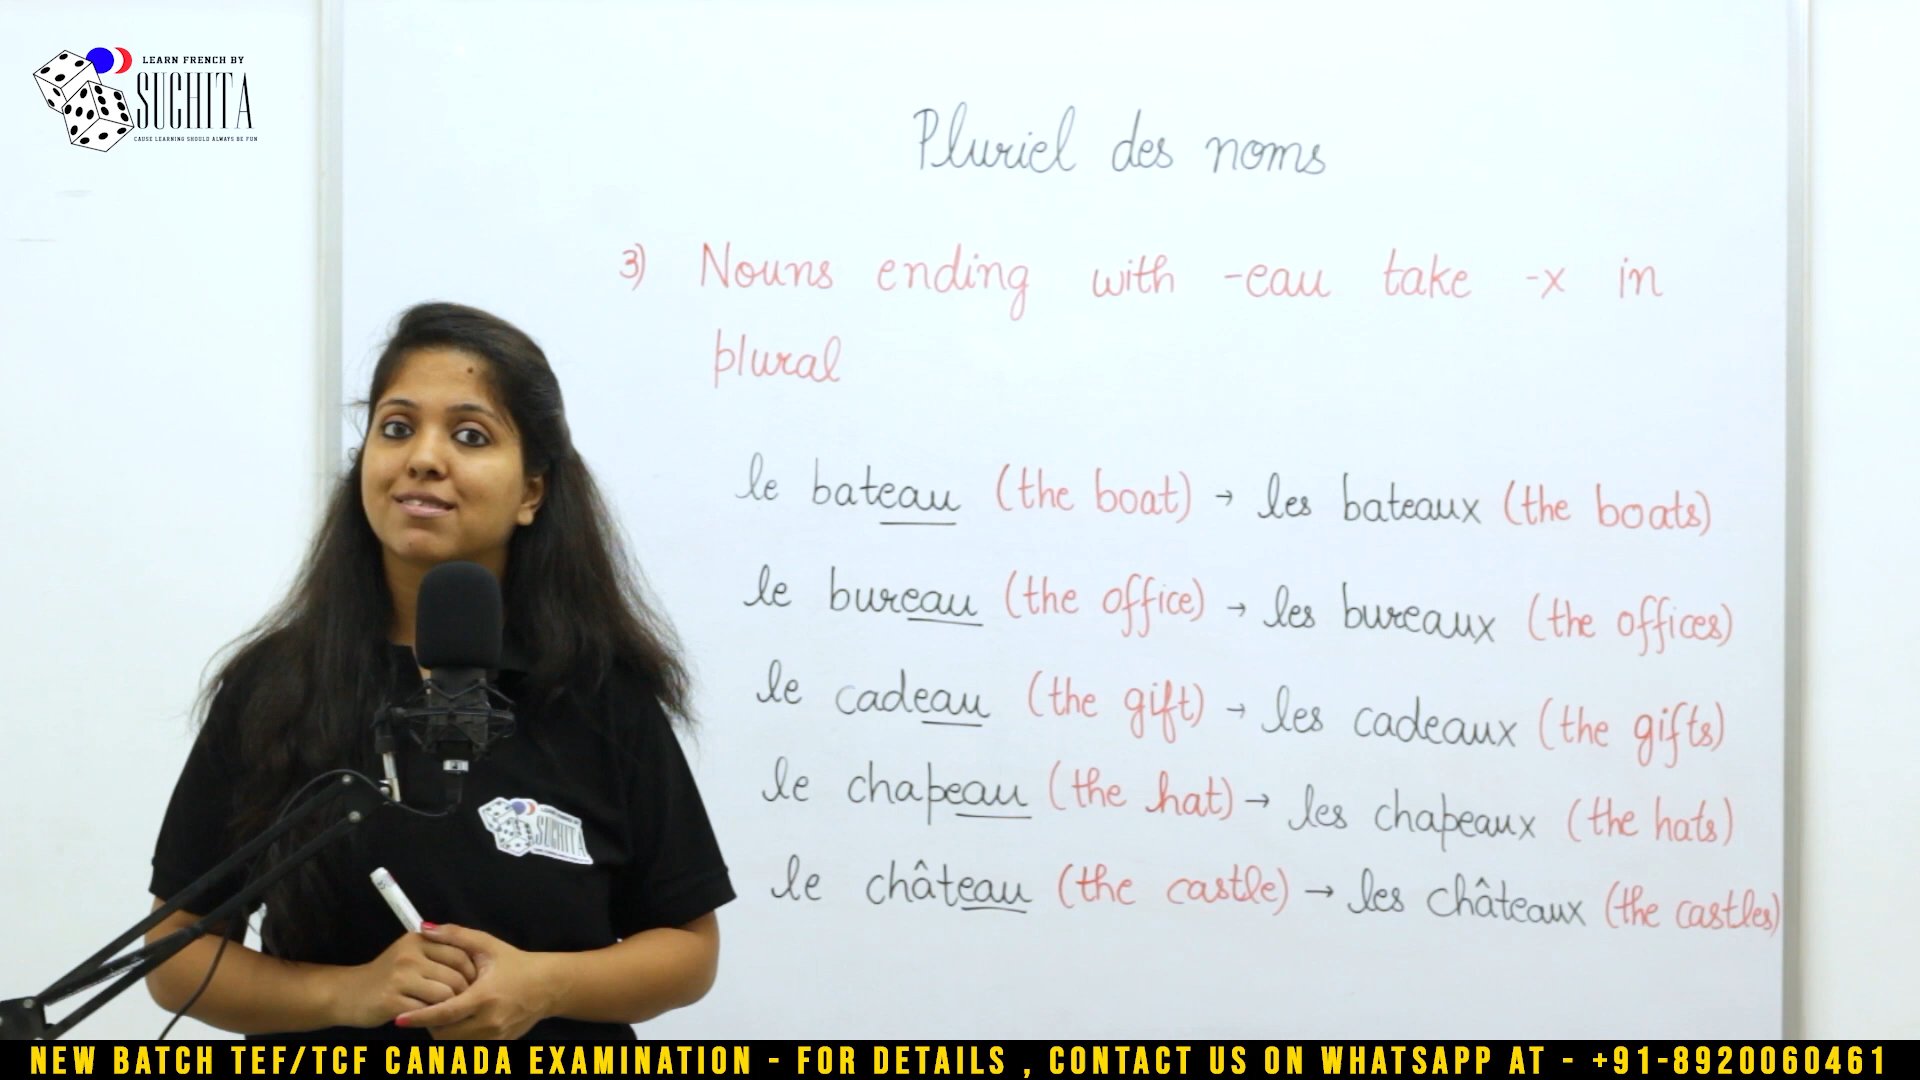 LEARN FRENCH BY
SUCHITA
CAUSE LEARNING SHOULD ALWAYS BE FUN
Pluriel des noms
3) Nouns ending with -eau take -x in
plural
le bateau (the boat) → les bateaux (the boats)
le bureau (the office) → les bureaux (the offices)
le cadeau (the gift) → les cadeaux (the gifts)
le chapeau (the hat) → les chapeaux (the hats)
le château (the castle) → les châteaux (the castles)
SUCHITA
NEW BATCH TEF/TCF CANADA EXAMINATION - FOR DETAILS , CONTACT US ON WHATSAPP AT - +91-8920060461